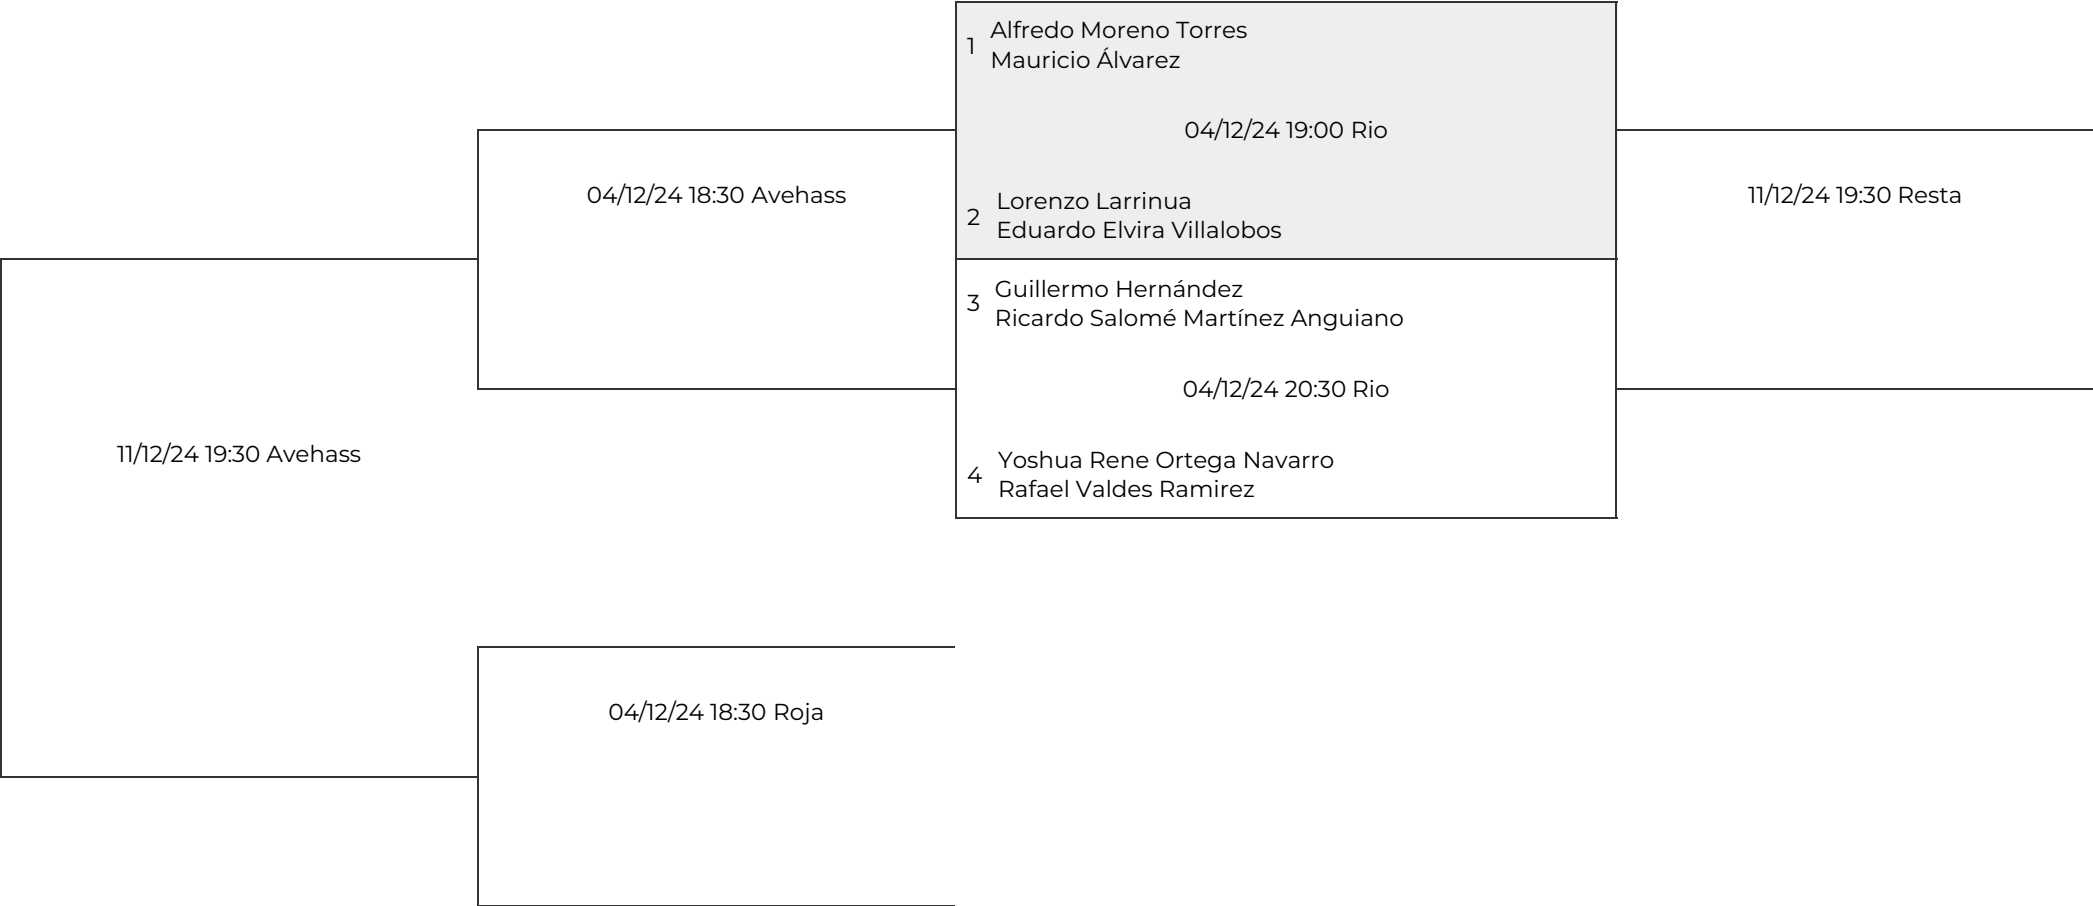 1 Alfredo Moreno Torres
Mauricio Álvarez
04/12/24 19:00 Rio
2 Lorenzo Larrinua
Eduardo Elvira Villalobos
3 Guillermo Hernández
Ricardo Salomé Martínez Anguiano
04/12/24 20:30 Rio
4 Yoshua Rene Ortega Navarro
Rafael Valdes Ramirez
04/12/24 18:30 Avehass
11/12/24 19:30 Resta
11/12/24 19:30 Avehass
04/12/24 18:30 Roja